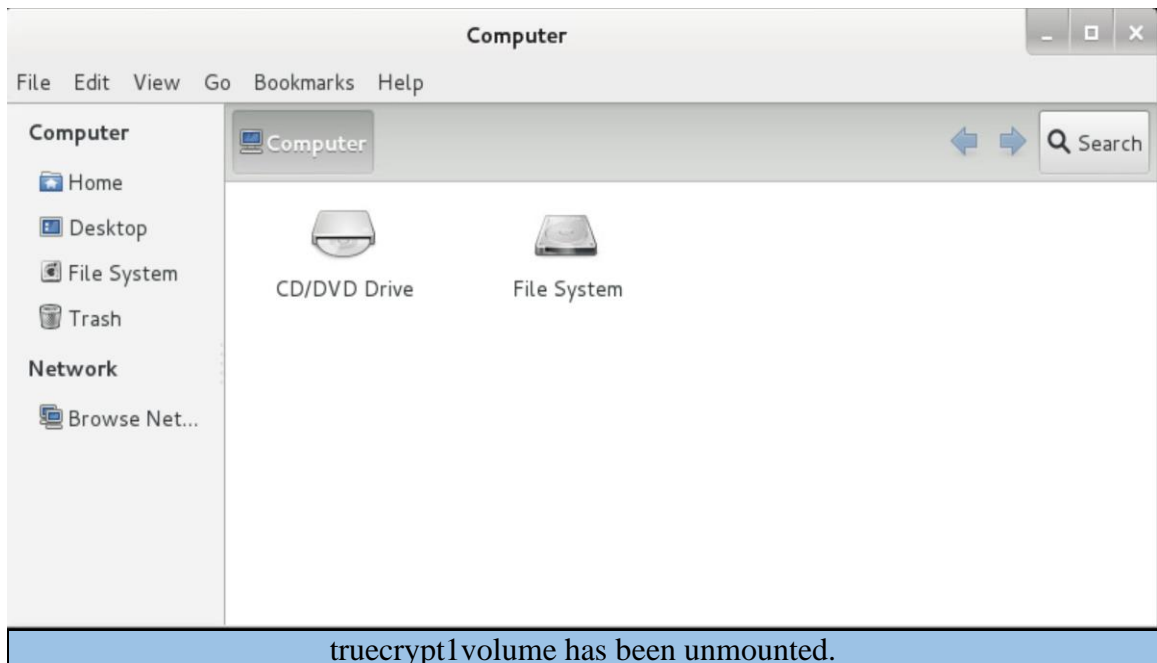 Computer
File Edit View Go Bookmarks Help
Computer
Home
Desktop
File System
Trash
Network
Browse Net...
Computer
Search
CD/DVD Drive
File System
truecrypt1volume has been unmounted.